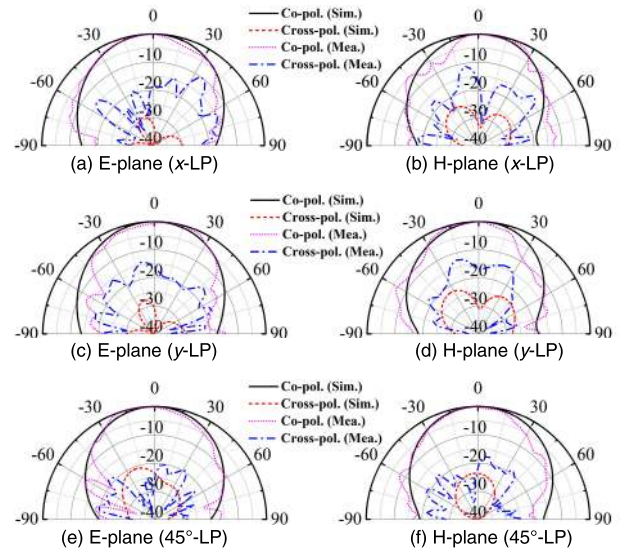 0
-30 30
-60 60
-90 90
-10
-20
-30
-40
Co-pol. (Sim.)
Cross-pol. (Sim.)
Co-pol. (Mea.)
Cross-pol. (Mea.)
0
-30 30
-60 60
-90 90
-10
-20
-30
-40
(a) E-plane (x-LP)
(b) H-plane (x-LP)
0
-30 30
-60 60
-90 90
-10
-20
-30
-40
Co-pol. (Sim.)
Cross-pol. (Sim.)
Co-pol. (Mea.)
Cross-pol. (Mea.)
0
-30 30
-60 60
-90 90
-10
-20
-30
-40
(c) E-plane (y-LP)
(d) H-plane (y-LP)
0
-30 30
-60 60
-90 90
-10
-20
-30
-40
Co-pol. (Sim.)
Cross-pol. (Sim.)
Co-pol. (Mea.)
Cross-pol. (Mea.)
0
-30 30
-60 60
-90 90
-10
-20
-30
-40
(e) E-plane (45°-LP)
(f) H-plane (45°-LP)